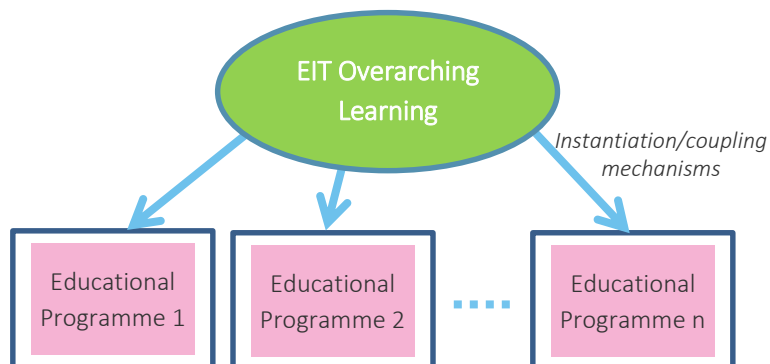 EIT Overarching
Learning
Instantiation/coupling
mechanisms
Educational
Programme 1
Educational
Programme 2
Educational
Programme n